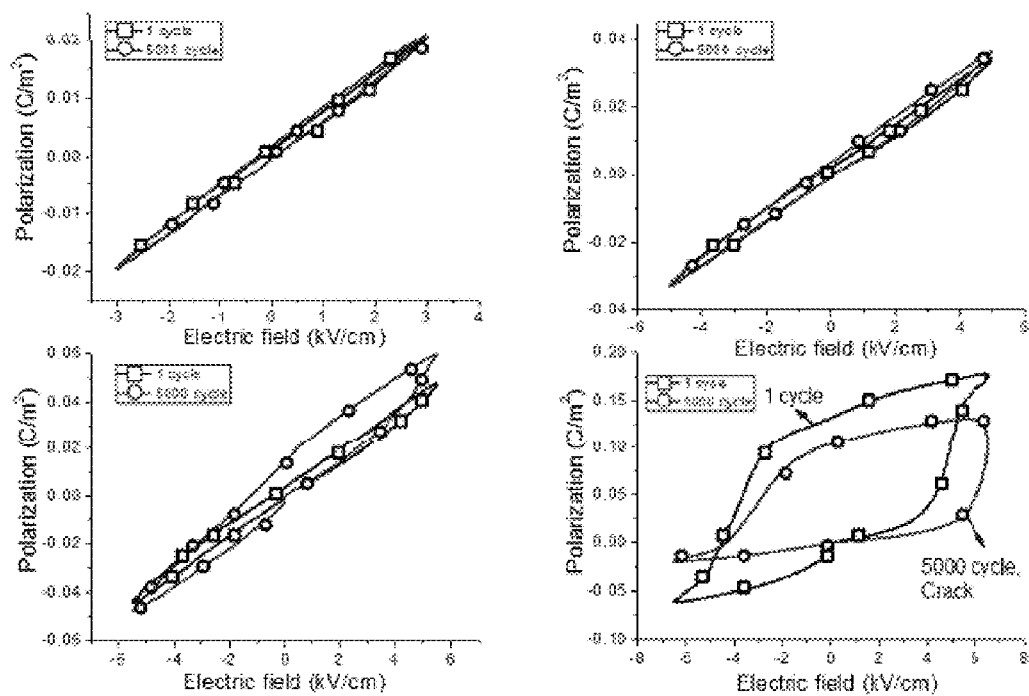 0.02
0.01
0.00
-0.01
-0.02
Polarization (C/m²)
1 cycle
5000 cycle
-3 -2 -1 0 1 2 3 4
Electric field (kV/cm)
0.04
0.02
0.00
-0.02
-0.04
Polarization (C/m²)
1 cycle
5000 cycle
-6 -4 -2 0 2 4 6
Electric field (kV/cm)
0.06
0.04
0.02
0.00
-0.02
-0.04
-0.06
Polarization (C/m²)
1 cycle
5000 cycle
-6 -4 -2 0 2 4 6
Electric field (kV/cm)
0.20
0.15
0.10
0.05
0.00
-0.05
-0.10
Polarization (C/m²)
1 cycle
5000 cycle
1 cycle
5000 cycle,
Crack
-8 -6 -4 -2 0 2 4 6 8
Electric field (kV/cm)